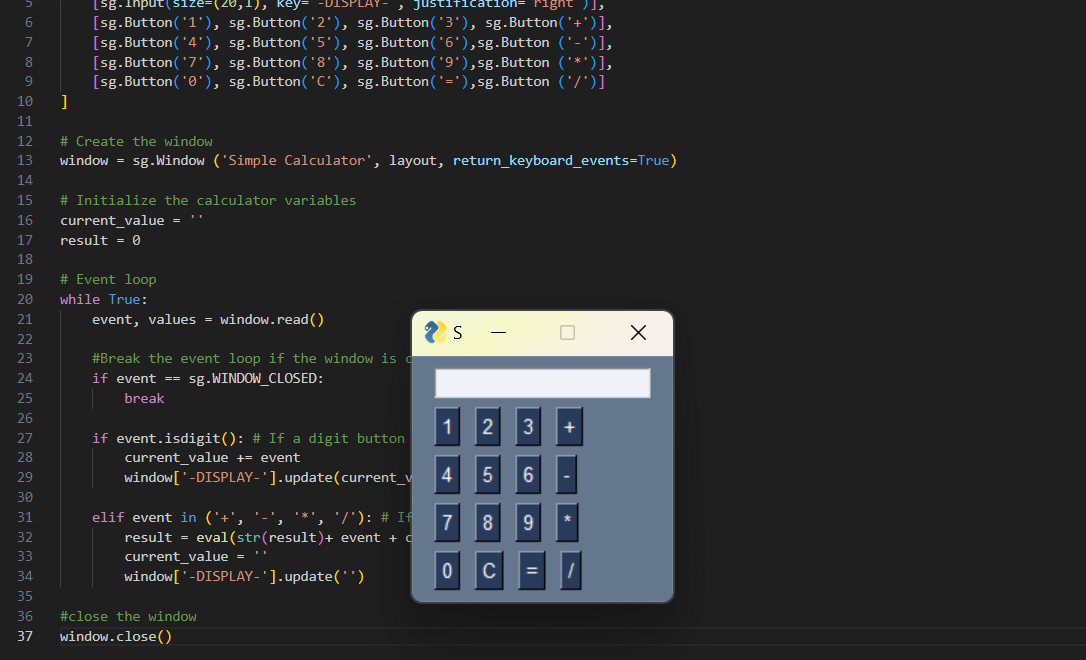 5 [sg.Input(size=(20,1), key='-DISPLAY-', justification='right')],
6 [sg.Button('1'), sg.Button('2'), sg.Button('3'), sg.Button('+')],
7 [sg.Button('4'), sg.Button('5'), sg.Button('6'),sg.Button ('-')],
8 [sg.Button('7'), sg.Button('8'), sg.Button('9'),sg.Button ('*')],
9 [sg.Button('0'), sg.Button('C'), sg.Button('='),sg.Button ('/')]
10 ]
11
12 # Create the window
13 window = sg.Window ('Simple Calculator', layout, return_keyboard_events=True)
14
15 # Initialize the calculator variables
16 current_value = ''
17 result = 0
18
19 # Event loop
20 while True:
21 event, values = window.read()
22
23 #Break the event loop if the window is c
24 if event == sg.WINDOW_CLOSED:
25 break
26
27 if event.isdigit(): # If a digit button
28 current_value += event
29 window['-DISPLAY-'].update(current_v
30
31 elif event in ('+', '-', '*', '/'): # If
32 result = eval(str(result)+ event + c
33 current_value = ''
34 window['-DISPLAY-'].update('')
35
36 #close the window
37 window.close()
S
1 2 3 +
4 5 6 -
7 8 9 *
0 C = /